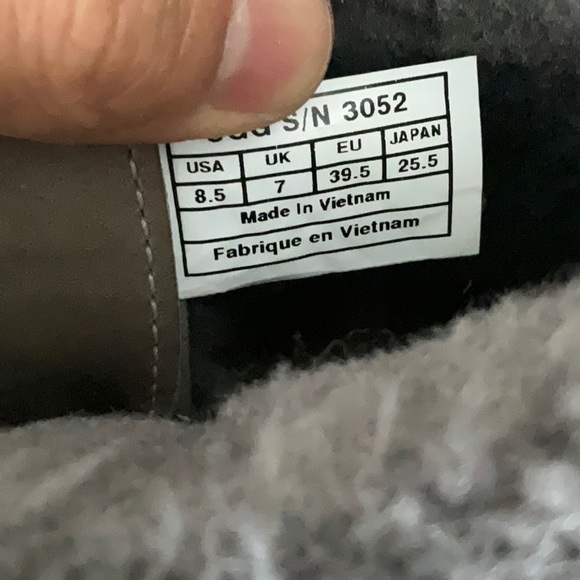 S/N 3052
USA UK EU JAPAN
8.5 7 39.5 25.5
Made In Vietnam
Fabrique en Vietnam